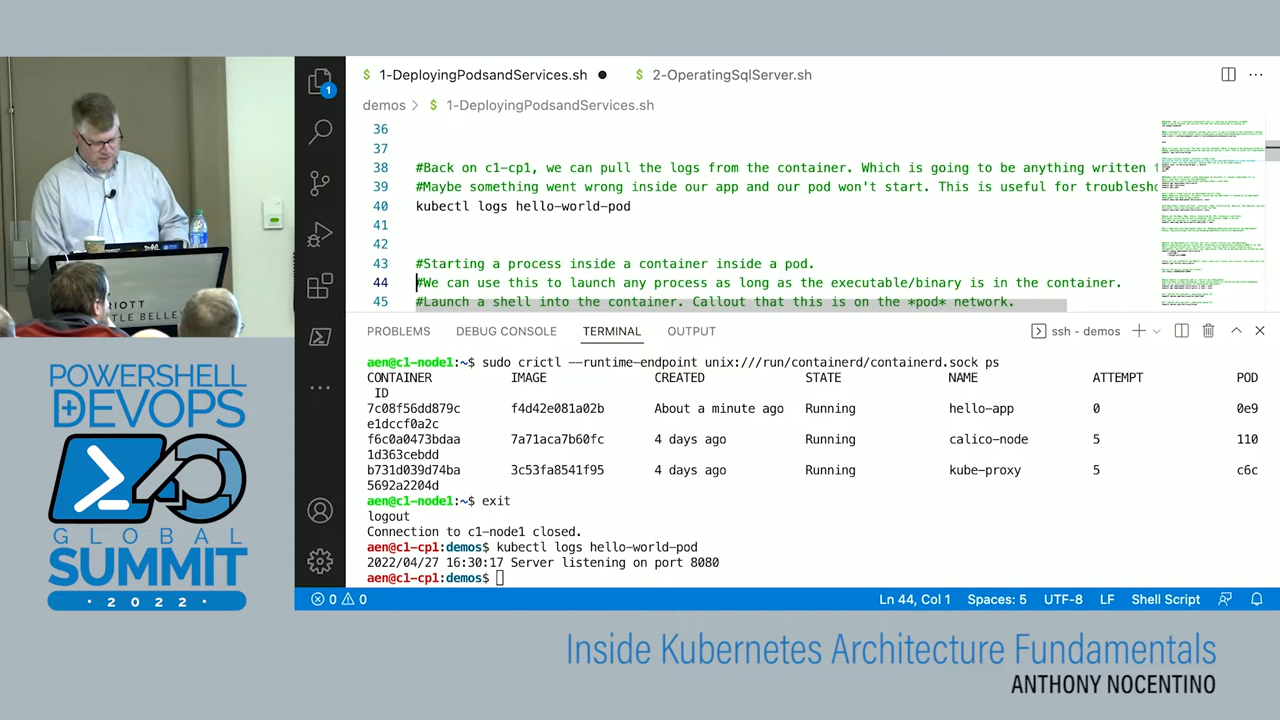 $ 1-DeployingPodsandServices.sh ●
$ 2-OperatingSqlServer.sh
demos > $ 1-DeployingPodsandServices.sh
36
37
38 #Back on c1-cp1, we can pull the logs from the container. Which is going to be anything written
39 #Maybe something went wrong inside our app and our pod won't start. This is useful for troublesh
40 kubectl logs hello-world-pod
41
42
43 #Starting a process inside a container inside a pod.
44 #We can use this to launch any process as long as the executable/binary is in the container.
45 #Launch a shell into the container. Callout that this is on the *pod* network.
PROBLEMS DEBUG CONSOLE TERMINAL OUTPUT ssh - demos
aen@c1-node1:~$ sudo crictl --runtime-endpoint unix:///run/containerd/containerd.sock ps
CONTAINER IMAGE CREATED STATE NAME ATTEMPT POD
ID
7c08f56dd879c f4d42e081a02b About a minute ago Running hello-app 0 0e9
e1dccf0a2c
f6c0a0473bdaa 7a71aca7b60fc 4 days ago Running calico-node 5 110
1d363cebdd
b731d039d74ba 3c53fa8541f95 4 days ago Running kube-proxy 5 c6c
5692a2204d
aen@c1-node1:~$ exit
logout
Connection to c1-node1 closed.
aen@c1-cp1:demos$ kubectl logs hello-world-pod
2022/04/27 16:30:17 Server listening on port 8080
aen@c1-cp1:demos$
0 0 Ln 44, Col 1 Spaces: 5 UTF-8 LF Shell Script
1
POWERSHELL
+DEVOPS
GLOBAL
SUMMIT
· 2 0 2 2 ·
Inside Kubernetes Architecture Fundamentals
ANTHONY NOCENTINO